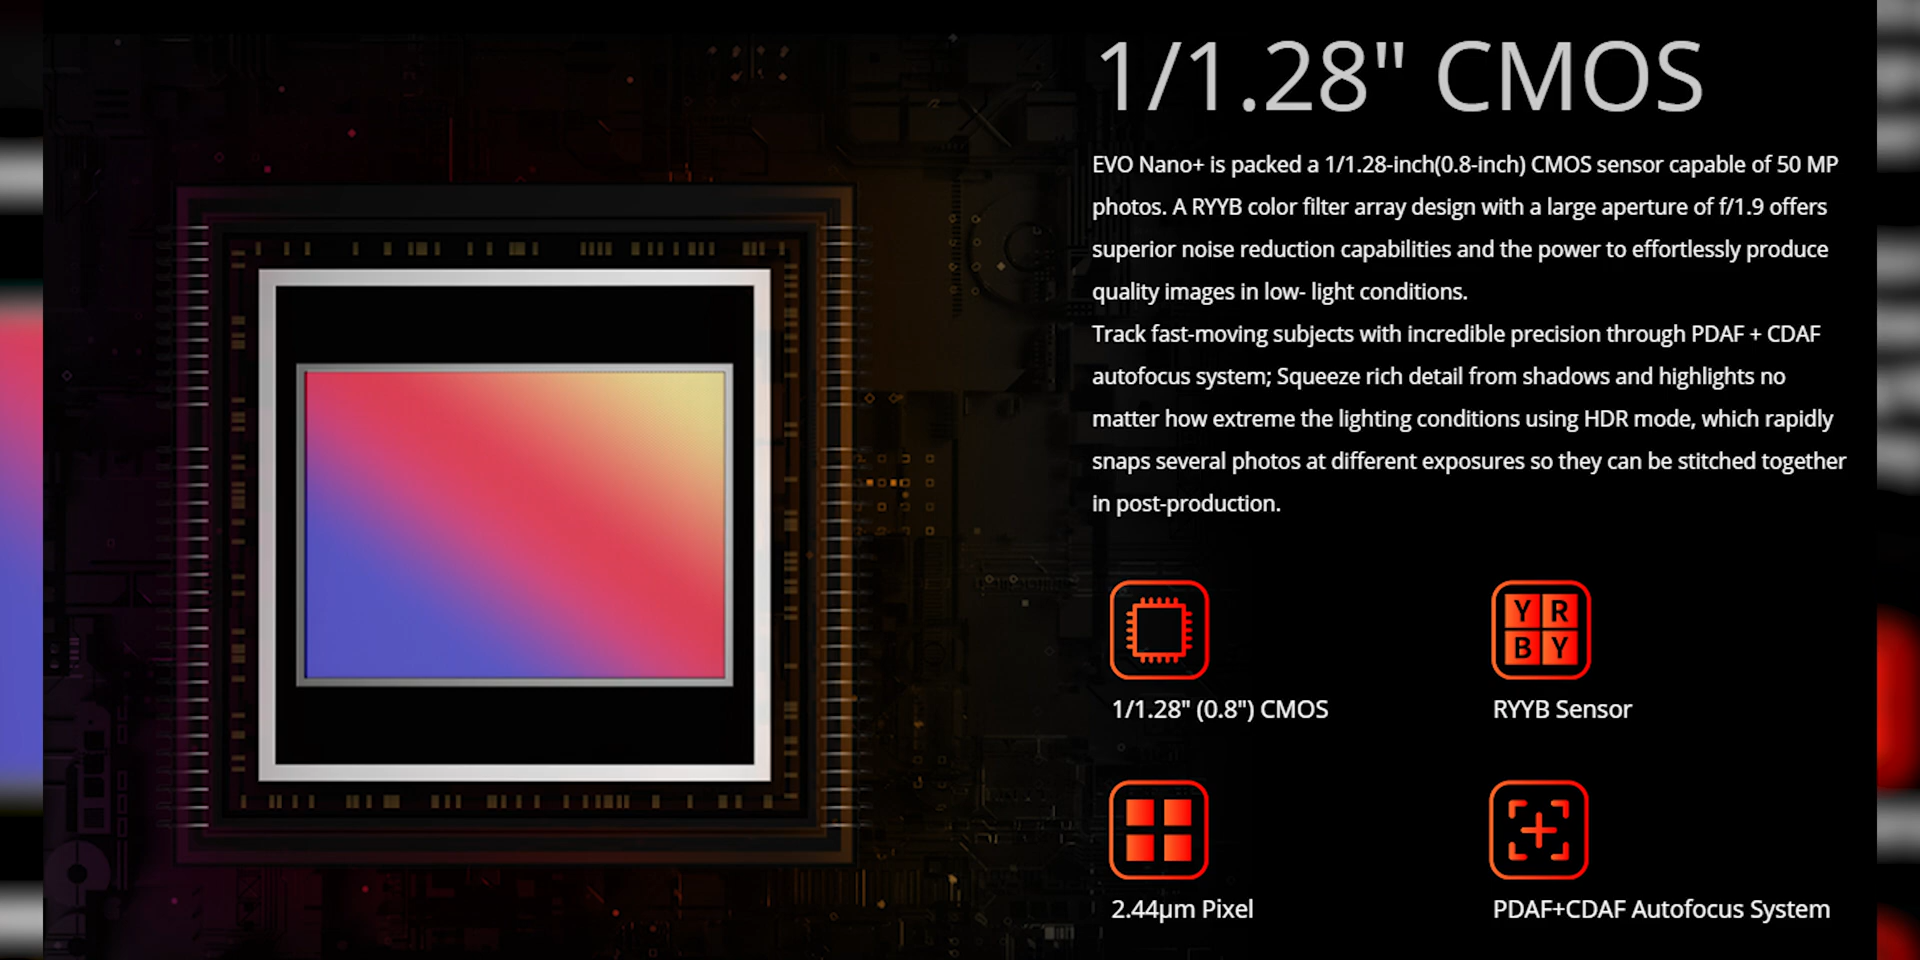 1/1.28" CMOS
EVO Nano+ is packed a 1/1.28-inch(0.8-inch) CMOS sensor capable of 50 MP
photos. A RYYB color filter array design with a large aperture of f/1.9 offers
superior noise reduction capabilities and the power to effortlessly produce
quality images in low- light conditions.
Track fast-moving subjects with incredible precision through PDAF + CDAF
autofocus system; Squeeze rich detail from shadows and highlights no
matter how extreme the lighting conditions using HDR mode, which rapidly
snaps several photos at different exposures so they can be stitched together
in post-production.
Y R
B Y
1/1.28" (0.8") CMOS
RYYB Sensor
2.44μm Pixel
PDAF+CDAF Autofocus System